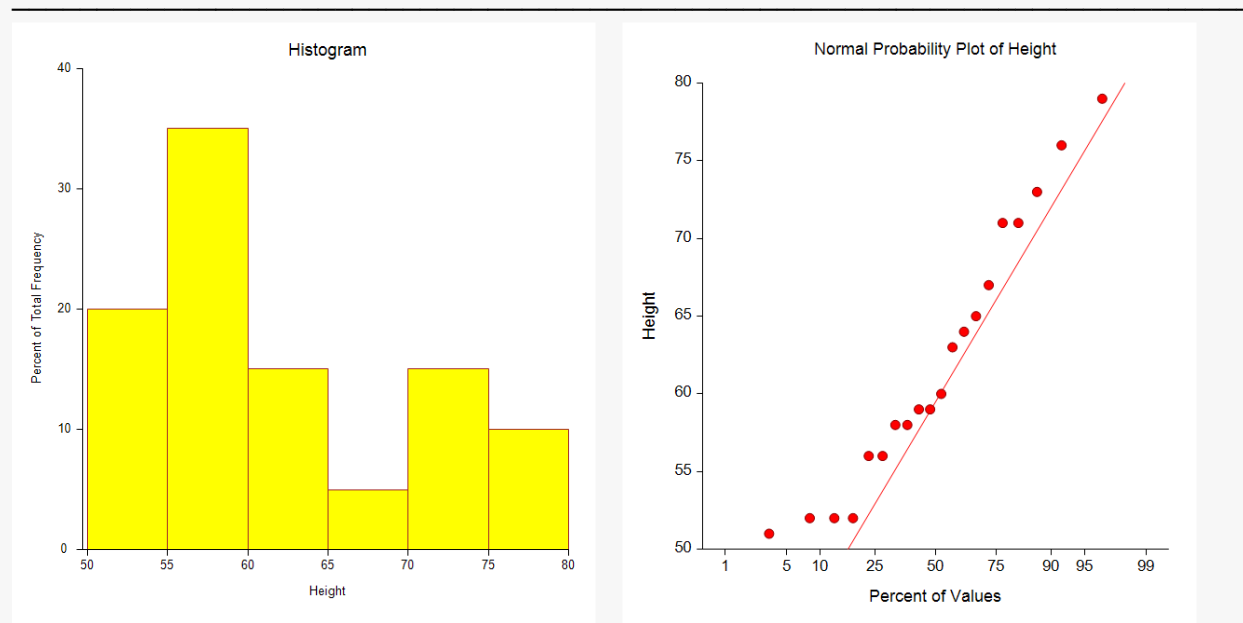 Histogram
40
30
20
10
0
Percent of Total Frequency
50 55 60 65 70 75 80
Height
Normal Probability Plot of Height
80
75
70
65
60
55
50
Height
1 5 10 25 50 75 90 95 99
Percent of Values